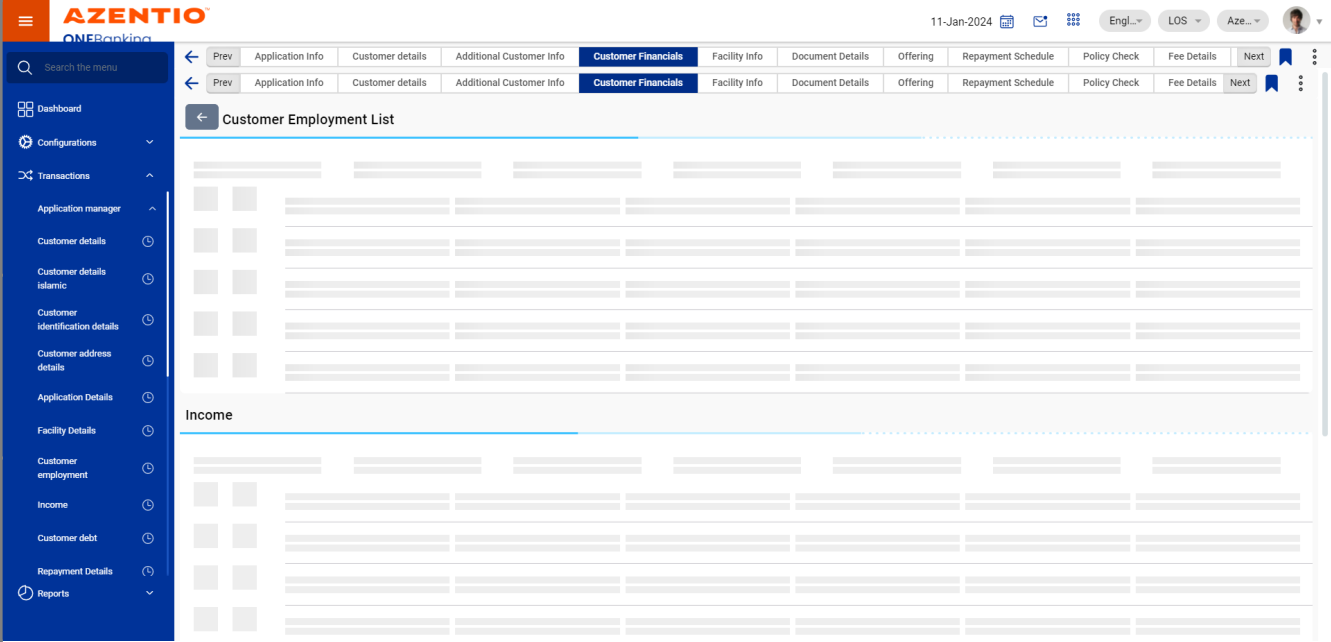 AZENTIO
ONEBanking
11-Jan-2024
Engl...
LOS
Aze...
Search the menu
Dashboard
Configurations
Transactions
Application manager
Customer details
Customer details
islamic
Customer
identification details
Customer address
details
Application Details
Facility Details
Customer
employment
Income
Customer debt
Repayment Details
Reports
Prev Application Info Customer details Additional Customer Info Customer Financials Facility Info Document Details Offering Repayment Schedule Policy Check Fee Details Next
Prev Application Info Customer details Additional Customer Info Customer Financials Facility Info Document Details Offering Repayment Schedule Policy Check Fee Details Next
Customer Employment List
Income